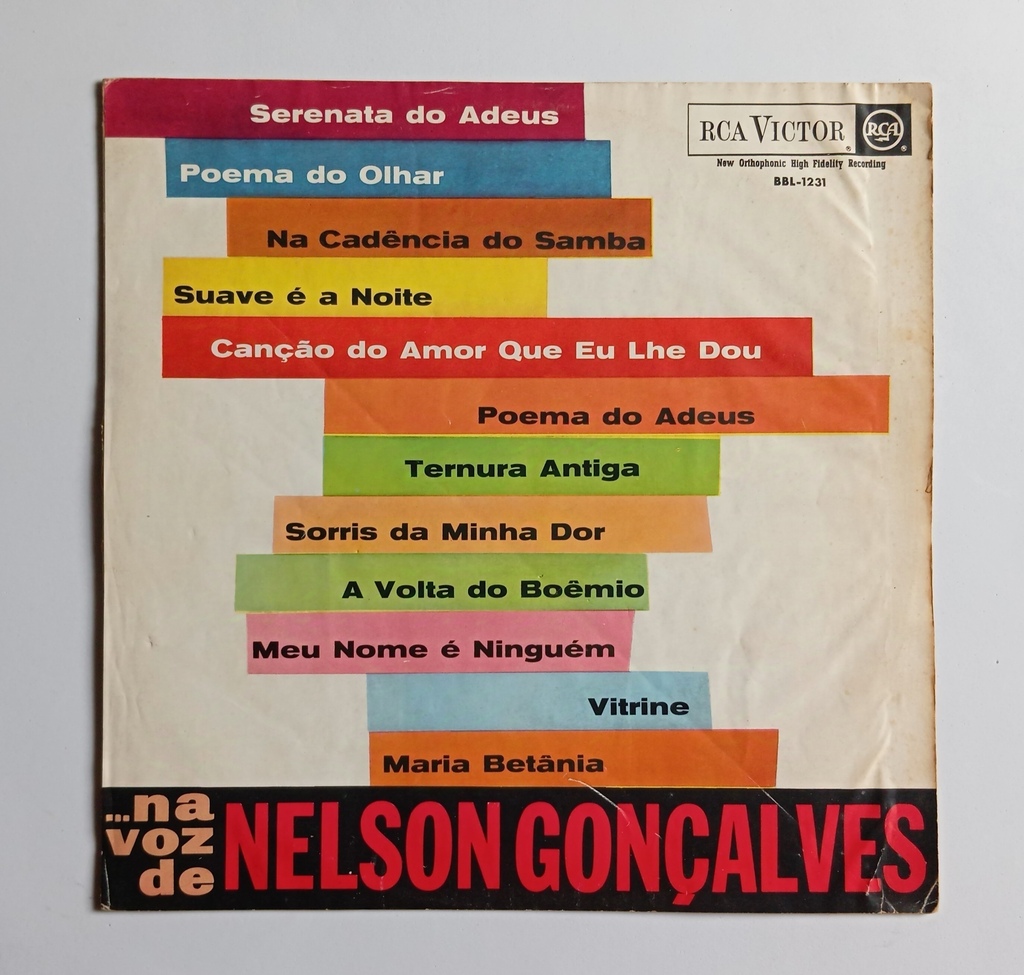 Serenata do Adeus
RCA VICTOR RCA
New Orthophonic High Fidelity Recording
BBL-1231
Poema do Olhar
Na Cadência do Samba
Suave é a Noite
Canção do Amor Que Eu Lhe Dou
Poema do Adeus
Ternura Antiga
Sorris da Minha Dor
A Volta do Boêmio
Meu Nome é Ninguém
Vitrine
Maria Betânia
...na
voz
de
NELSON GONÇALVES